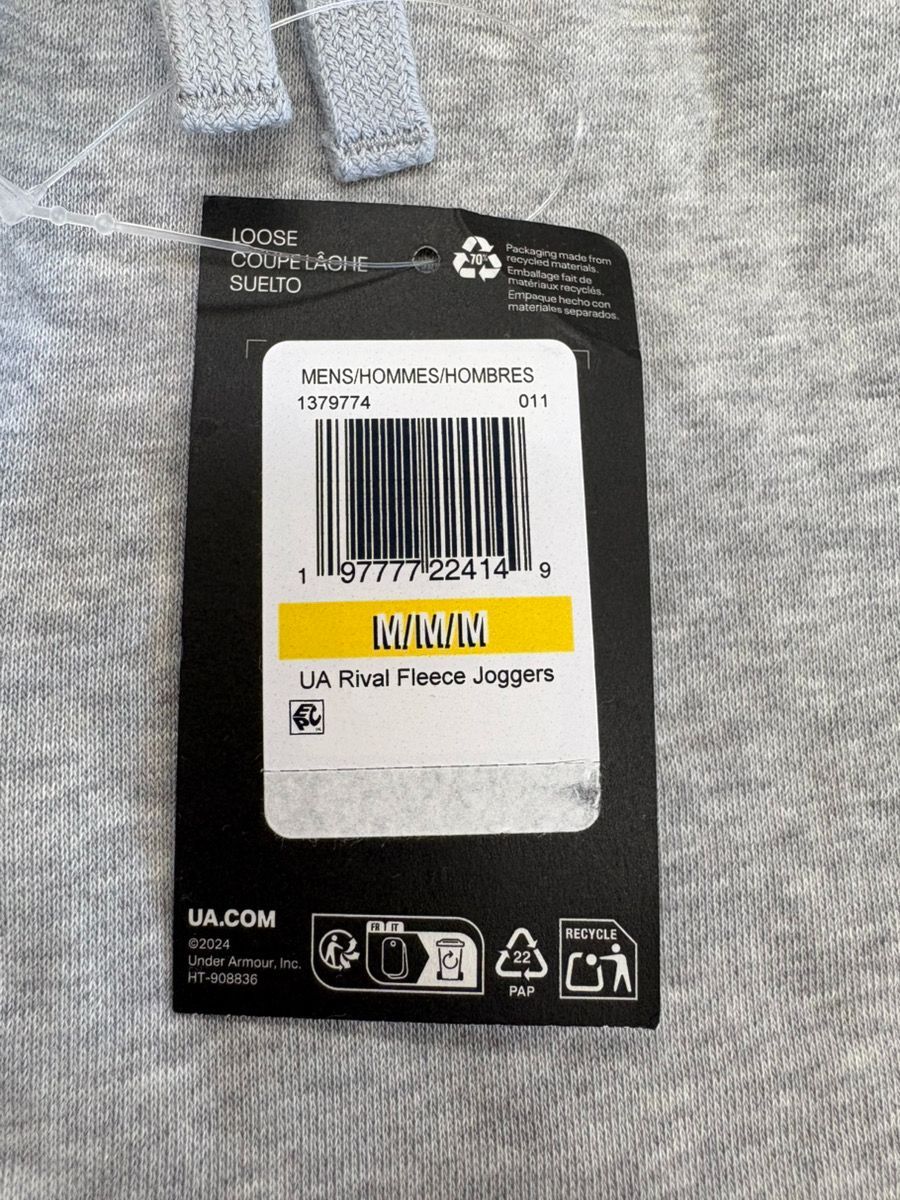 LOOSE
COUPE LÂCHE
SUELTO
70%
Packaging made from
recycled materials.
Emballage fait de
matériaux recyclés.
Empaque hecho con
materiales separados.
MENS/HOMMES/HOMBRES
1379774 011
1 97777 22414 9
M/M/M
UA Rival Fleece Joggers
EPC
UA.COM
©2024
Under Armour, Inc.
HT-908836
FR IT
22
PAP
RECYCLE